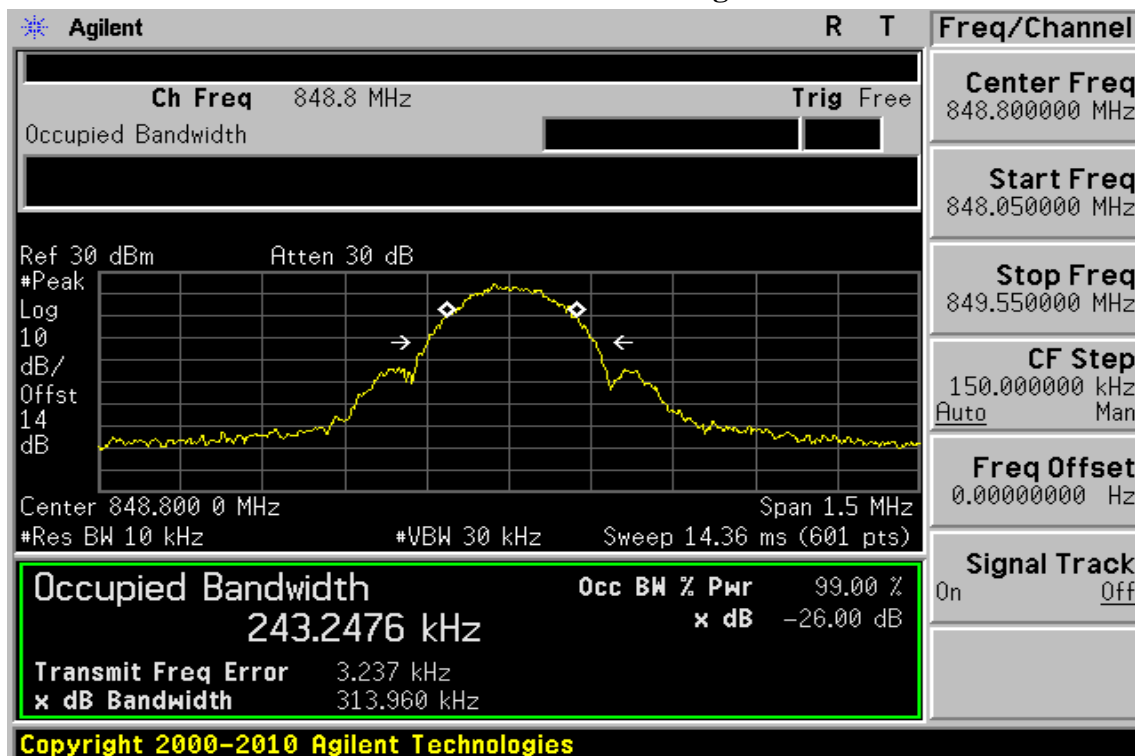 Agilent R T
Freq/Channel
Ch Freq 848.8 MHz Trig Free
Occupied Bandwidth
Center Freq
848.800000 MHz
Start Freq
848.050000 MHz
Stop Freq
849.550000 MHz
CF Step
150.000000 kHz
Auto Man
Freq Offset
0.00000000 Hz
Signal Track
On Off
Ref 30 dBm Atten 30 dB
#Peak
Log
10
dB/
Offst
14
dB
Center 848.800 0 MHz Span 1.5 MHz
#Res BW 10 kHz #VBW 30 kHz Sweep 14.36 ms (601 pts)
Occupied Bandwidth Occ BW % Pwr 99.00 %
243.2476 kHz x dB -26.00 dB
Transmit Freq Error 3.237 kHz
x dB Bandwidth 313.960 kHz
Copyright 2000-2010 Agilent Technologies